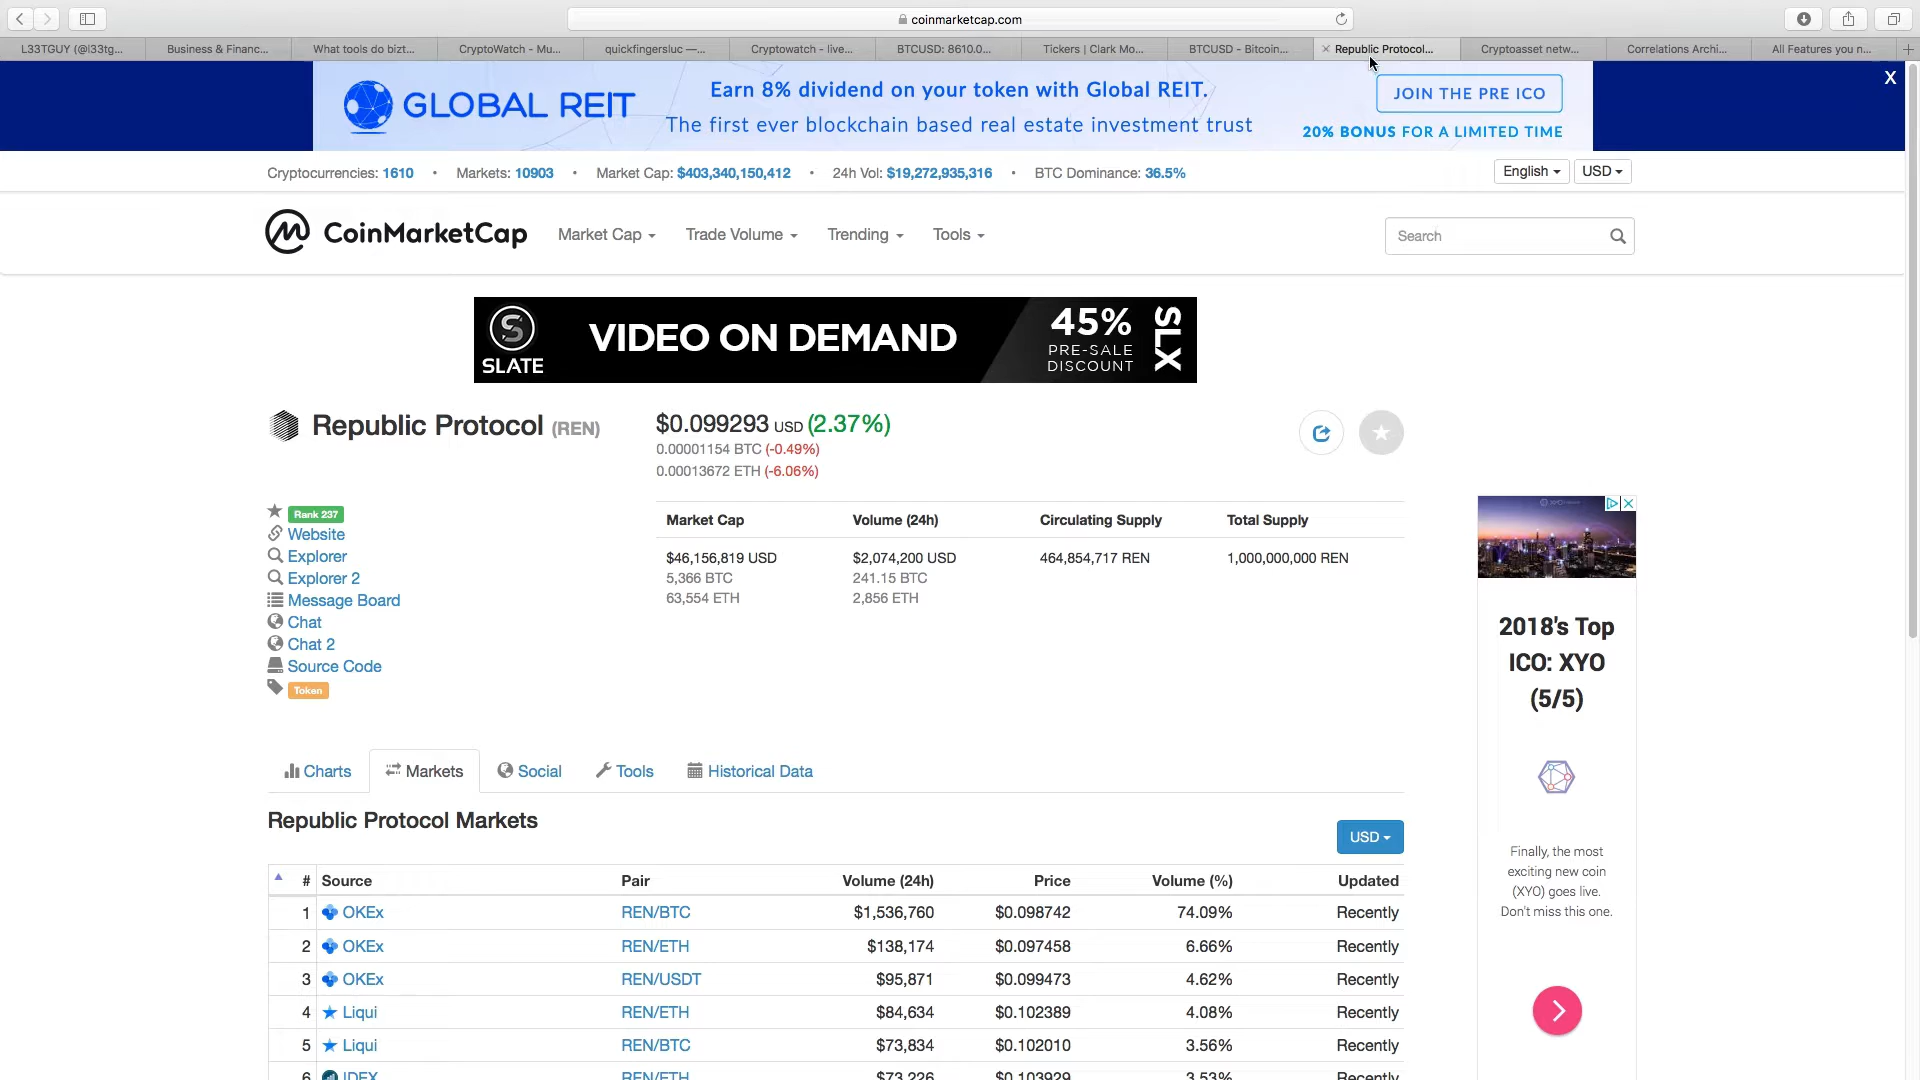 coinmarketcap.com
L33TGUY (@l33tg...
Business & Financ...
What tools do bizt...
CryptoWatch - Mu...
quickfingersluc —...
Cryptowatch - live...
BTCUSD: 8610.0...
Tickers | Clark Mo...
BTCUSD - Bitcoin...
Republic Protocol...
Cryptoasset netw...
Correlations Archi...
All Features you n...
GLOBAL REIT
Earn 8% dividend on your token with Global REIT.
The first ever blockchain based real estate investment trust
JOIN THE PRE ICO
20% BONUS FOR A LIMITED TIME
X
Cryptocurrencies: 1610 • Markets: 10903 • Market Cap: $403,340,150,412 • 24h Vol: $19,272,935,316 • BTC Dominance: 36.5%
English
USD
CoinMarketCap
Market Cap
Trade Volume
Trending
Tools
Search
SLATE
VIDEO ON DEMAND
45%
PRE-SALE
DISCOUNT
SLX
Republic Protocol (REN)
$0.099293 USD (2.37%)
0.00001154 BTC (-0.49%)
0.00013672 ETH (-6.06%)
Rank 237
Website
Explorer
Explorer 2
Message Board
Chat
Chat 2
Source Code
Token
Market Cap Volume (24h) Circulating Supply Total Supply
$46,156,819 USD $2,074,200 USD 464,854,717 REN 1,000,000,000 REN
5,366 BTC 241.15 BTC
63,554 ETH 2,856 ETH
2018's Top
ICO: XYO
(5/5)
Finally, the most
exciting new coin
(XYO) goes live.
Don't miss this one.
Charts
Markets
Social
Tools
Historical Data
Republic Protocol Markets
USD
# Source Pair Volume (24h) Price Volume (%) Updated
1 OKEx REN/BTC $1,536,760 $0.098742 74.09% Recently
2 OKEx REN/ETH $138,174 $0.097458 6.66% Recently
3 OKEx REN/USDT $95,871 $0.099473 4.62% Recently
4 Liqui REN/ETH $84,634 $0.102389 4.08% Recently
5 Liqui REN/BTC $73,834 $0.102010 3.56% Recently
6 IDEX REN/ETH $73,226 $0.103929 3.53% Recently